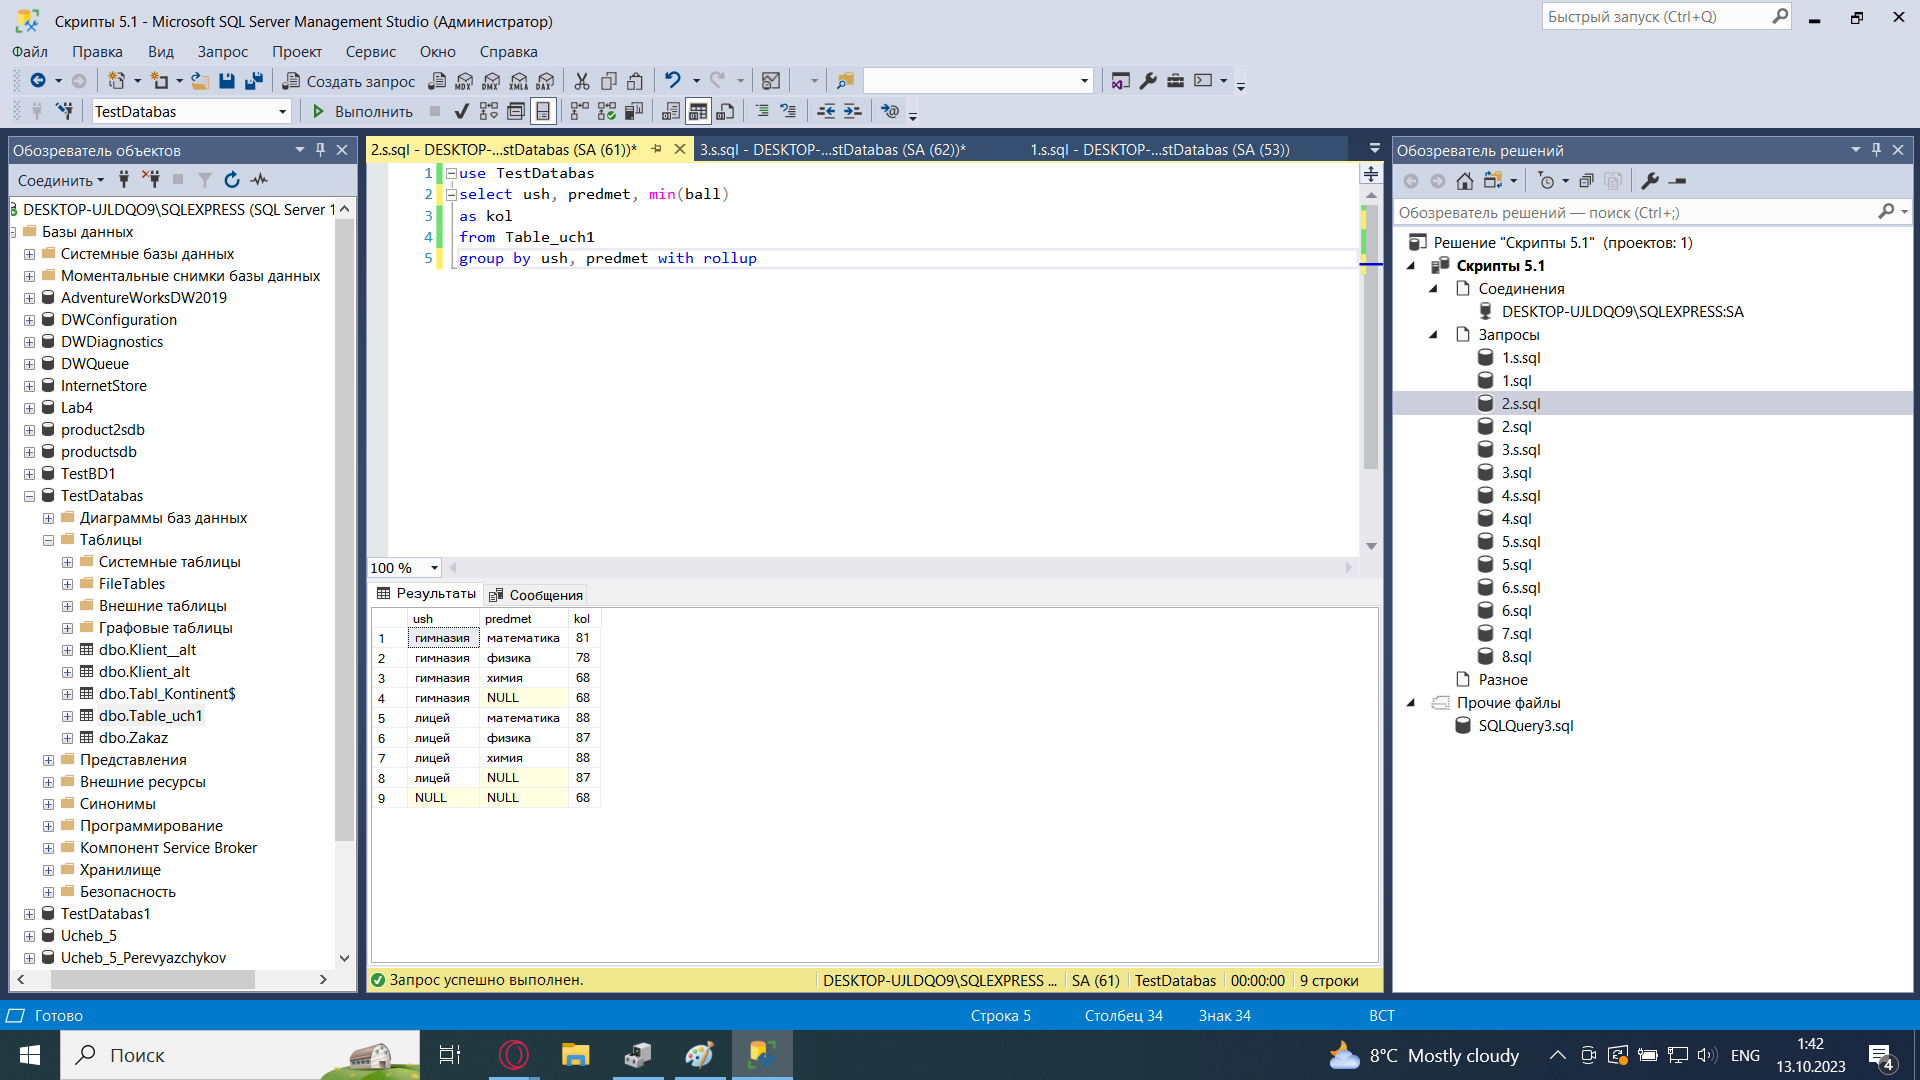 Скрипты 5.1 - Microsoft SQL Server Management Studio (Администратор)
Быстрый запуск (Ctrl+Q)
Файл Правка Вид Запрос Проект Сервис Окно Справка
Создать запрос
TestDatabas Выполнить
Обозреватель объектов
Соединить
DESKTOP-UJLDQO9\SQLEXPRESS (SQL Server 1
Базы данных
Системные базы данных
Моментальные снимки базы данных
AdventureWorksDW2019
DWConfiguration
DWDiagnostics
DWQueue
InternetStore
Lab4
product2sdb
productsdb
TestBD1
TestDatabas
Диаграммы баз данных
Таблицы
Системные таблицы
FileTables
Внешние таблицы
Графовые таблицы
dbo.Klient__alt
dbo.Klient_alt
dbo.Tabl_Kontinent$
dbo.Table_uch1
dbo.Zakaz
Представления
Внешние ресурсы
Синонимы
Программирование
Компонент Service Broker
Хранилище
Безопасность
TestDatabas1
Ucheb_5
Ucheb_5_Perevyazchykov
2.s.sql - DESKTOP-...stDatabas (SA (61))* 3.s.sql - DESKTOP-...stDatabas (SA (62))* 1.s.sql - DESKTOP-...stDatabas (SA (53))
1 use TestDatabas
2 select ush, predmet, min(ball)
3 as kol
4 from Table_uch1
5 group by ush, predmet with rollup
100 %
Результаты Сообщения
ush predmet kol
1 гимназия математика 81
2 гимназия физика 78
3 гимназия химия 68
4 гимназия NULL 68
5 лицей математика 88
6 лицей физика 87
7 лицей химия 88
8 лицей NULL 87
9 NULL NULL 68
Запрос успешно выполнен. DESKTOP-UJLDQO9\SQLEXPRESS ... SA (61) TestDatabas 00:00:00 9 строки
Обозреватель решений
Обозреватель решений — поиск (Ctrl+;)
Решение "Скрипты 5.1" (проектов: 1)
Скрипты 5.1
Соединения
DESKTOP-UJLDQO9\SQLEXPRESS:SA
Запросы
1.s.sql
1.sql
2.s.sql
2.sql
3.s.sql
3.sql
4.s.sql
4.sql
5.s.sql
5.sql
6.s.sql
6.sql
7.sql
8.sql
Разное
Прочие файлы
SQLQuery3.sql
Готово Строка 5 Столбец 34 Знак 34 ВСТ
Поиск
8°C Mostly cloudy
ENG
1:42
13.10.2023
4